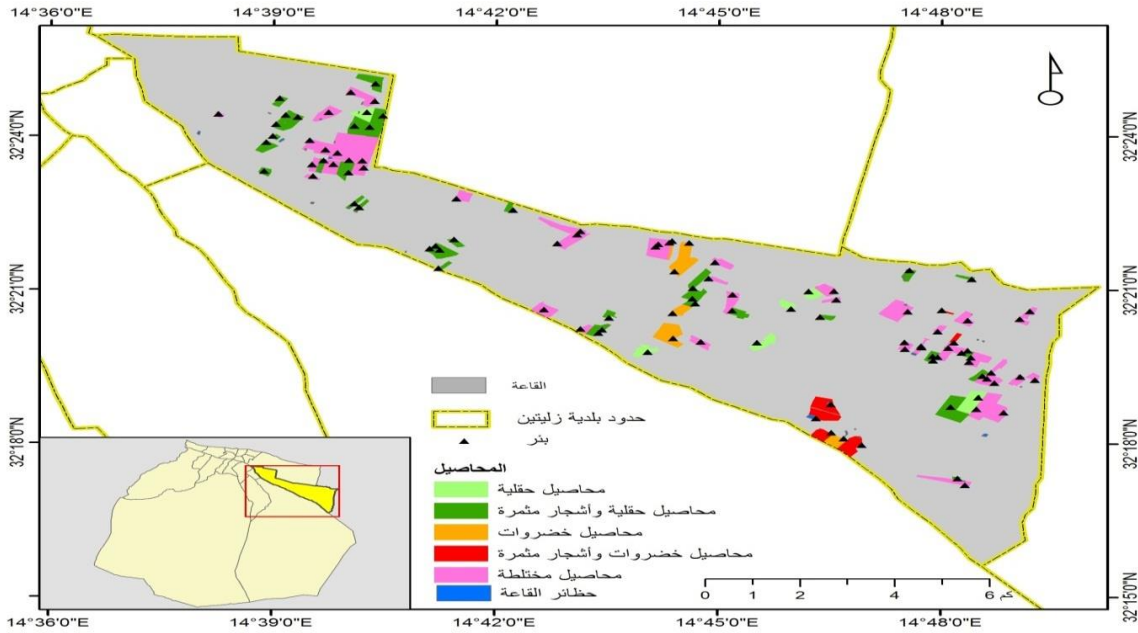 14°36'0"E 14°39'0"E 14°42'0"E 14°45'0"E 14°48'0"E
32°24'0"N 32°24'0"N
32°21'0"N 32°21'0"N
32°18'0"N 32°18'0"N
32°15'0"N
القاعة
حدود بلدية زليتين
بئر
المحاصيل
محاصيل حقلية
محاصيل حقلية وأشجار مثمرة
محاصيل خضروات
محاصيل خضروات وأشجار مثمرة
محاصيل مختلطة
حظائر القاعة
0 1 2 3 4 6 كم
14°36'0"E 14°39'0"E 14°42'0"E 14°45'0"E 14°48'0"E